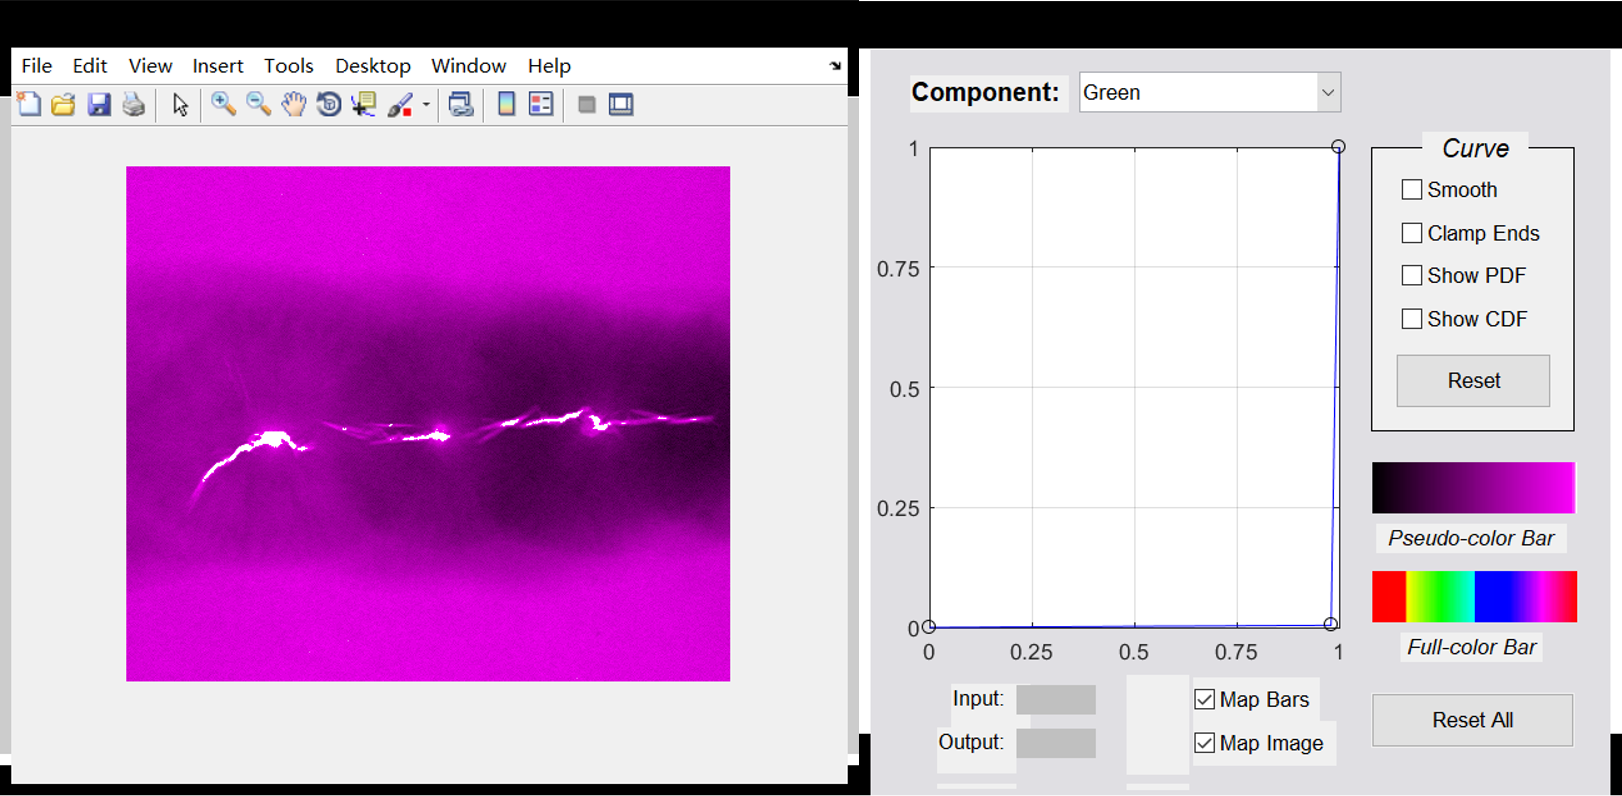 File Edit View Insert Tools Desktop Window Help
Component: Green
1
0.75
0.5
0.25
0
0 0.25 0.5 0.75 1
Curve
Smooth
Clamp Ends
Show PDF
Show CDF
Reset
Pseudo-color Bar
Full-color Bar
Input:
Output:
Map Bars
Map Image
Reset All